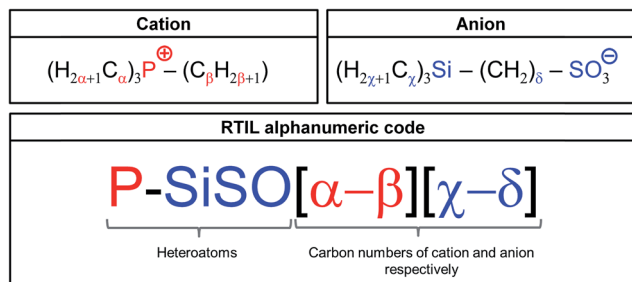 Cation
Anion
(H₂α₊₁Cα)₃P⊕ – (CβH₂β₊₁)
(H₂χ₊₁Cχ)₃Si – (CH₂)δ – SO₃⊖
RTIL alphanumeric code
P-SiSO[α–β][χ–δ]
Heteroatoms
Carbon numbers of cation and anion
respectively